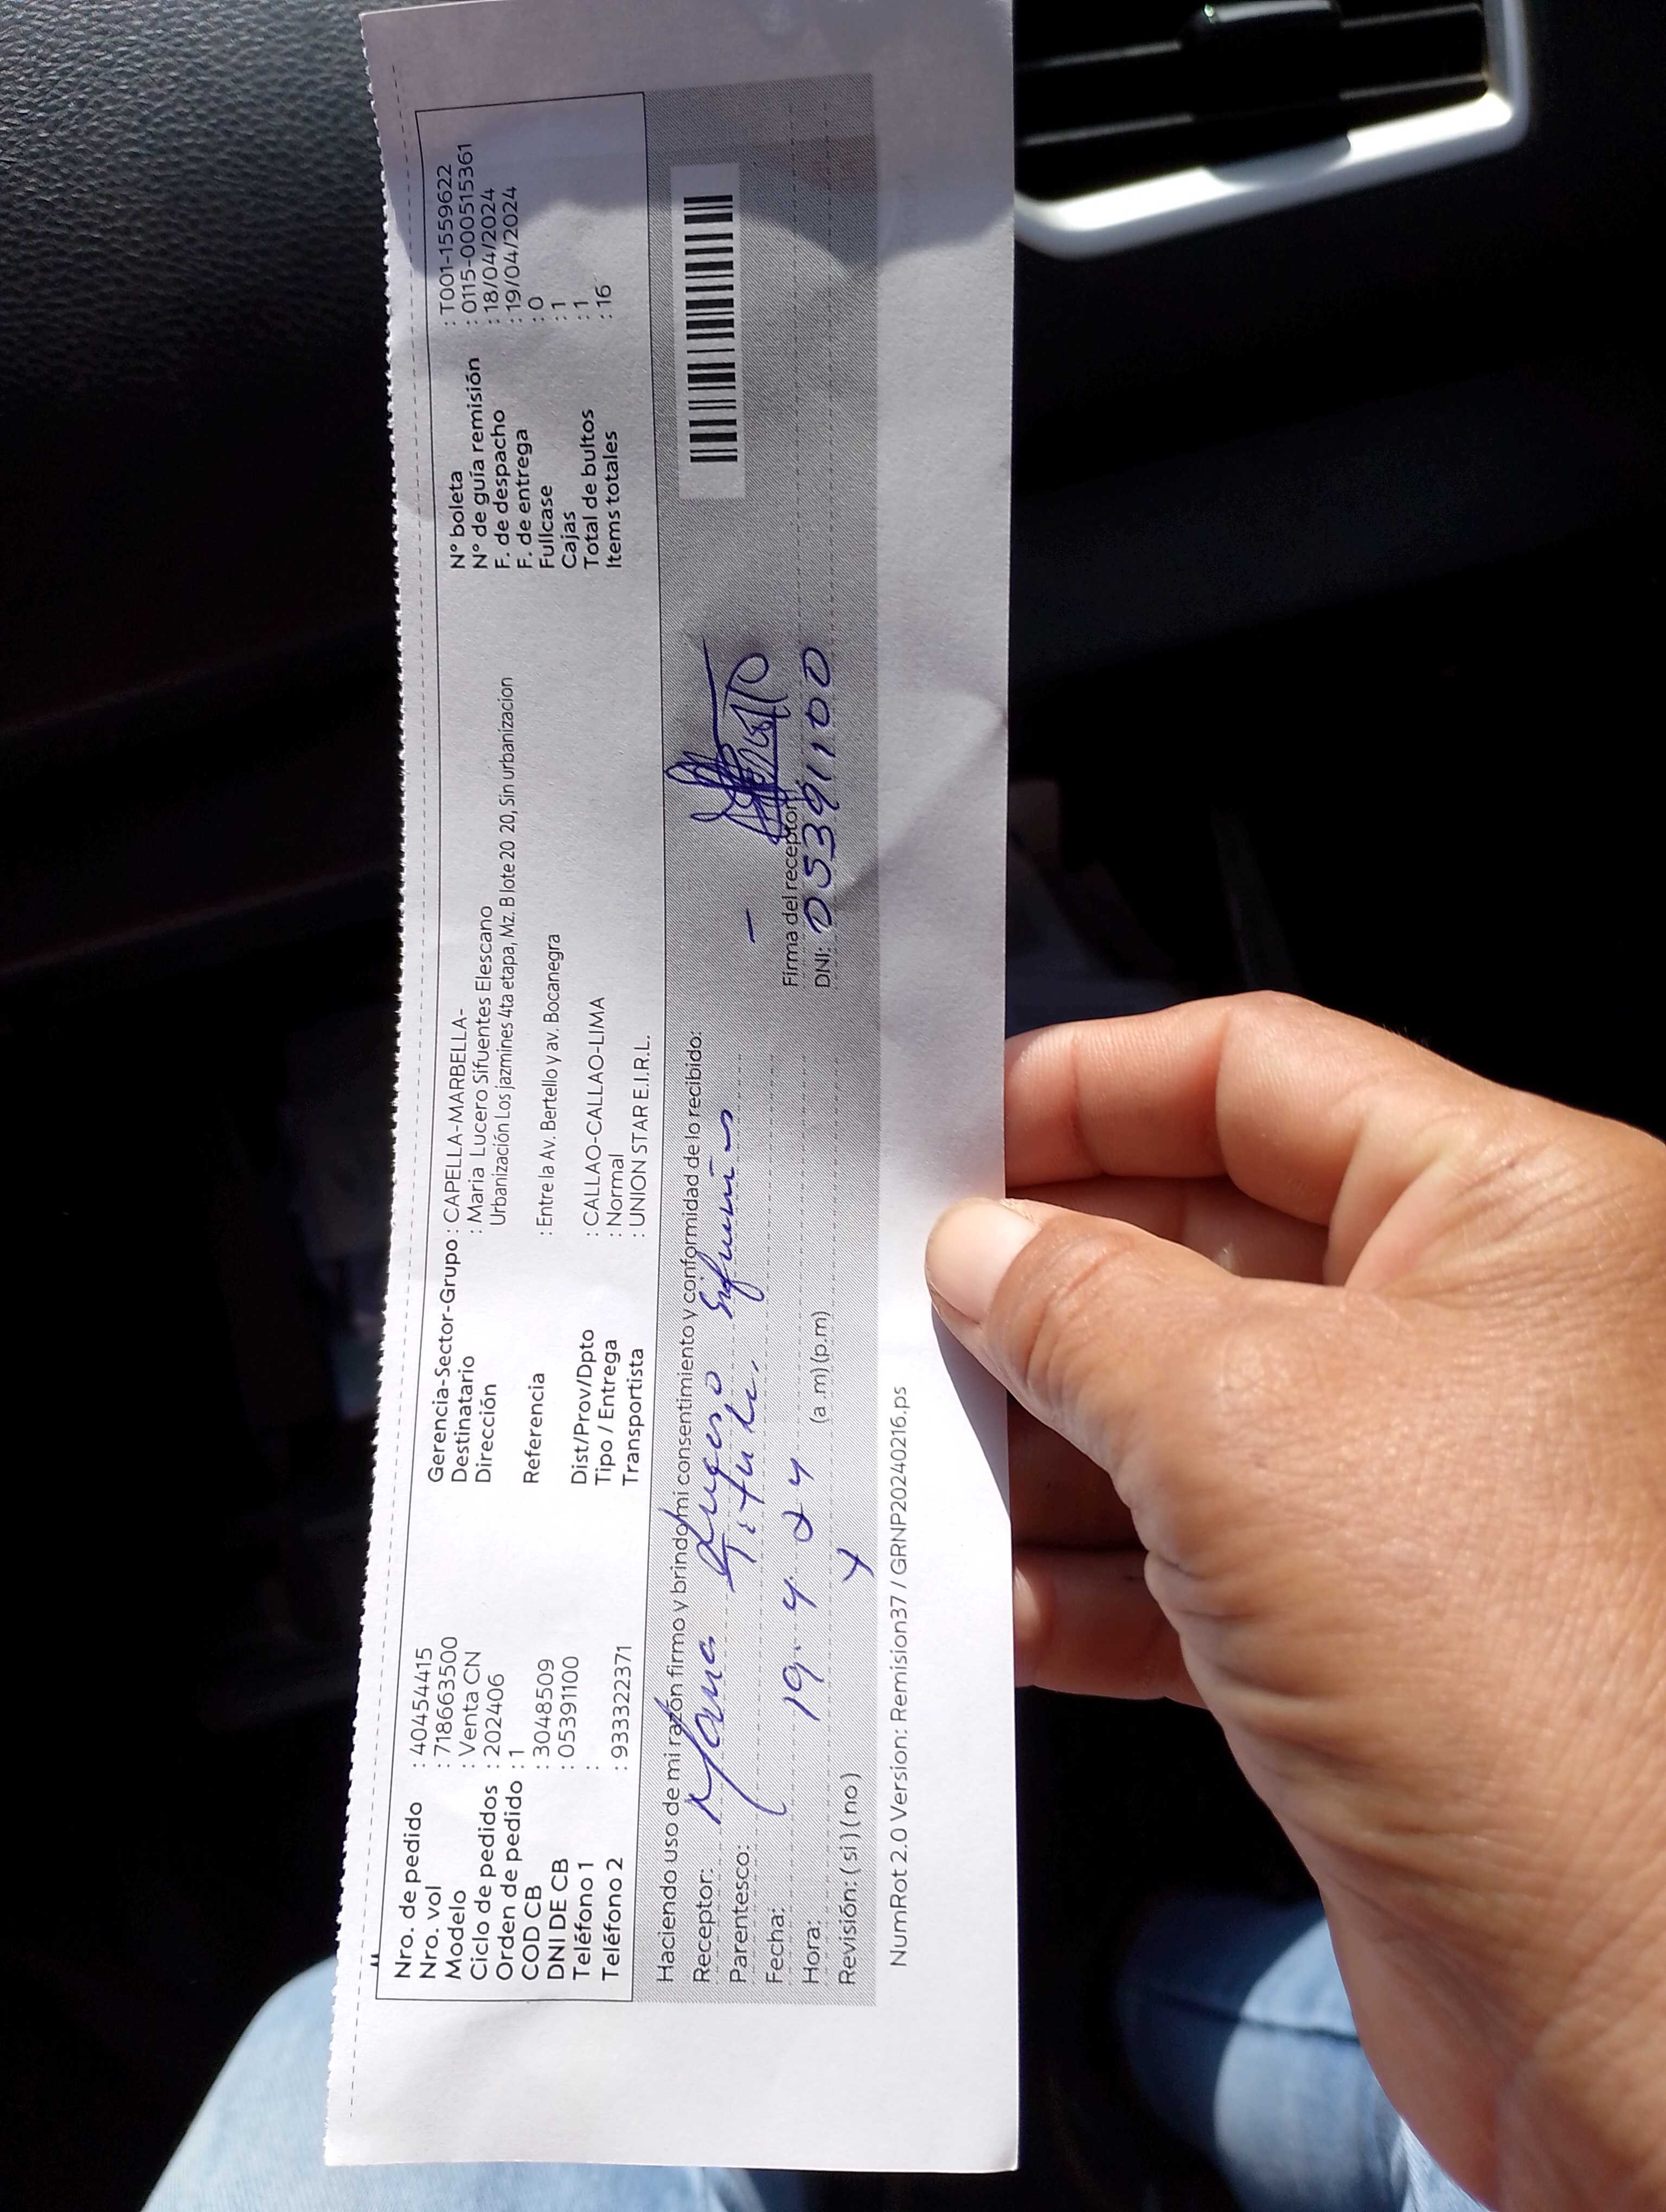 Nro. de pedido : 40454415
Nro. vol : 718663500
Modelo : Venta CN
Ciclo de pedidos : 202406
Orden de pedido : 1
COD CB : 3048509
DNI DE CB : 05391100
Teléfono 1 :
Teléfono 2 : 933322371
Gerencia-Sector-Grupo : CAPELLA-MARBELLA-
Destinatario : Maria Lucero Sifuentes Elescano
Dirección Urbanización Los jazmines 4ta etapa, Mz. B lote 20 20, Sin urbanizacion
Referencia : Entre la Av. Bertello y av. Bocanegra
Dist/Prov/Dpto : CALLAO-CALLAO-LIMA
Tipo / Entrega : Normal
Transportista : UNION STAR E.I.R.L.
N° boleta : T001-1559622
N° de guía remisión : 0115-000515361
F. de despacho : 18/04/2024
F. de entrega : 19/04/2024
Fullcase : 0
Cajas : 1
Total de bultos : 1
Items totales : 16
Haciendo uso de mi razón firmo y brindo mi consentimiento y conformidad de lo recibido:
Receptor: Maria Lucero
Parentesco:
Fecha: 19. 4 24
Hora: (a .m) (p.m)
Revisión: ( si ) ( no )
Firma del receptor:
DNI: 05391100
NumRot 2.0 Version: Remision37 / GRNP20240216.ps